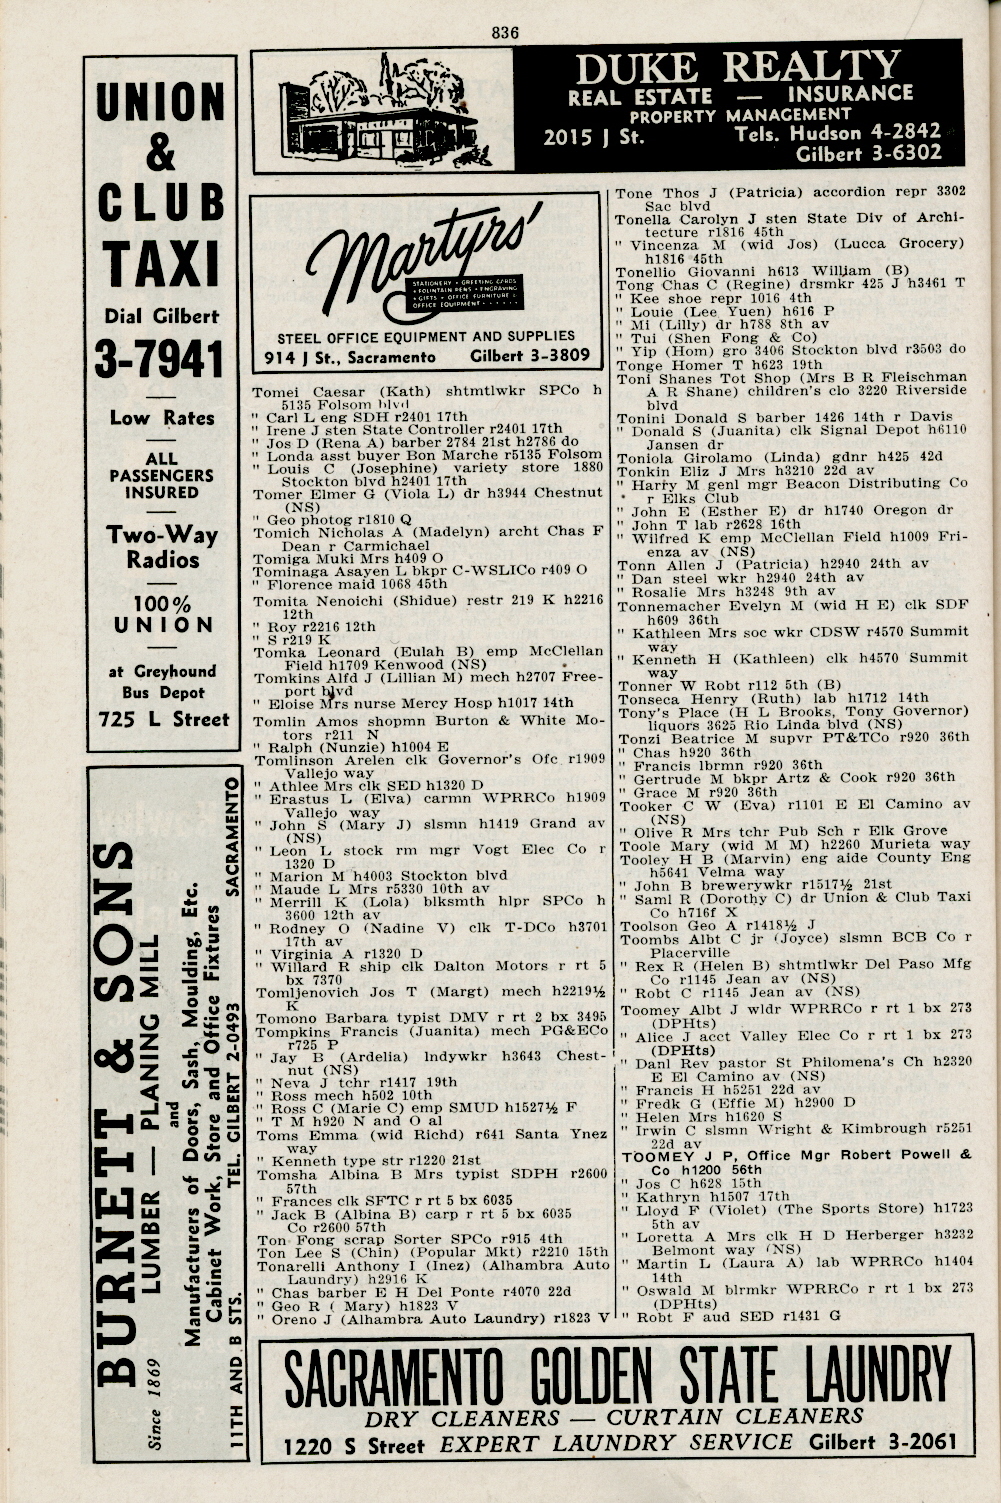 836
UNION
&
CLUB
TAXI
Dial Gilbert
3-7941
Low Rates
ALL
PASSENGERS
INSURED
Two-Way
Radios
100%
UNION
at Greyhound
Bus Depot
725 L Street
BURNETT & SONS
LUMBER — PLANING MILL
and
Manufacturers of Doors, Sash, Moulding, Etc.
Cabinet Work, Store and Office Fixtures
Since 1869
11TH AND B STS. TEL. GILBERT 2-0493 SACRAMENTO
DUKE REALTY
REAL ESTATE — INSURANCE
PROPERTY MANAGEMENT
2015 J St. Tels. Hudson 4-2842
Gilbert 3-6302
Martyrs'
STATIONERY • GREETING CARDS
• FOUNTAIN PENS • ENGRAVING
• GIFTS • OFFICE FURNITURE &
OFFICE EQUIPMENT
STEEL OFFICE EQUIPMENT AND SUPPLIES
914 J St., Sacramento Gilbert 3-3809
Tomei Caesar (Kath) shtmtlwkr SPCo h
5135 Folsom blvd
" Carl L eng SDH r2401 17th
" Irene J sten State Controller r2401 17th
" Jos D (Rena A) barber 2784 21st h2786 do
" Londa asst buyer Bon Marche r5135 Folsom
" Louis C (Josephine) variety store 1880
Stockton blvd h2401 17th
Tomer Elmer G (Viola L) dr h3944 Chestnut
(NS)
" Geo photog r1810 Q
Tomich Nicholas A (Madelyn) archt Chas F
Dean r Carmichael
Tomiga Muki Mrs h409 O
Tominaga Asayen L bkpr C-WSLICo r409 O
" Florence maid 1068 45th
Tomita Nenoichi (Shidue) restr 219 K h2216
12th
" Roy r2216 12th
" S r219 K
Tomka Leonard (Eulah B) emp McClellan
Field h1709 Kenwood (NS)
Tomkins Alfd J (Lillian M) mech h2707 Free-
port blvd
" Eloise Mrs nurse Mercy Hosp h1017 14th
Tomlin Amos shopmn Burton & White Mo-
tors r211 N
" Ralph (Nunzie) h1004 E
Tomlinson Arelen clk Governor's Ofc r1909
Vallejo way
" Athlee Mrs clk SED h1320 D
" Erastus L (Elva) carmn WPRRCo h1909
Vallejo way
" John S (Mary J) slsmn h1419 Grand av
(NS)
" Leon L stock rm mgr Vogt Elec Co r
1320 D
" Marion M h4003 Stockton blvd
" Maude L Mrs r5330 10th av
" Merrill K (Lola) blksmth hlpr SPCo h
3600 12th av
" Rodney O (Nadine V) clk T-DCo h3701
17th av
" Virginia A r1320 D
" Willard R ship clk Dalton Motors r rt 5
bx 7370
Tomljenovich Jos T (Margt) mech h2219½
K
Tomono Barbara typist DMV r rt 2 bx 3495
Tompkins Francis (Juanita) mech PG&ECo
r725 P
" Jay B (Ardelia) lndywkr h3643 Chest-
nut (NS)
" Neva J tchr r1417 19th
" Ross mech h502 10th
" Ross C (Marie C) emp SMUD h1527½ F
" T M h920 N and O al
Toms Emma (wid Richd) r641 Santa Ynez
way
" Kenneth type str r1220 21st
Tomsha Albina B Mrs typist SDPH r2600
57th
" Frances clk SFTC r rt 5 bx 6035
" Jack B (Albina B) carp r rt 5 bx 6035
Co r2600 57th
Ton Fong scrap Sorter SPCo r915 4th
Ton Lee S (Chin) (Popular Mkt) r2210 15th
Tonarelli Anthony I (Inez) (Alhambra Auto
Laundry) h2916 K
" Chas barber E H Del Ponte r4070 22d
" Geo R ( Mary) h1823 V
" Oreno J (Alhambra Auto Laundry) r1823 V
Tone Thos J (Patricia) accordion repr 3302
Sac blvd
Tonella Carolyn J sten State Div of Archi-
tecture r1816 45th
" Vincenza M (wid Jos) (Lucca Grocery)
h1816 45th
Tonellio Giovanni h613 William (B)
Tong Chas C (Regine) drsmkr 425 J h3461 T
" Kee shoe repr 1016 4th
" Louie (Lee Yuen) h616 P
" Mi (Lilly) dr h788 8th av
" Tui (Shen Fong & Co)
" Yip (Hom) gro 3406 Stockton blvd r3503 do
Tonge Homer T h623 19th
Toni Shanes Tot Shop (Mrs B R Fleischman
A R Shane) children's clo 3220 Riverside
blvd
Tonini Donald S barber 1426 14th r Davis
" Donald S (Juanita) clk Signal Depot h6110
Jansen dr
Toniola Girolamo (Linda) gdnr h425 42d
Tonkin Eliz J Mrs h3210 22d av
" Harry M genl mgr Beacon Distributing Co
r Elks Club
" John E (Esther E) dr h1740 Oregon dr
" John T lab r2628 16th
" Wilfred K emp McClellan Field h1009 Fri-
enza av (NS)
Tonn Allen J (Patricia) h2940 24th av
" Dan steel wkr h2940 24th av
" Rosalie Mrs h3248 9th av
Tonnemacher Evelyn M (wid H E) clk SDF
h609 36th
" Kathleen Mrs soc wkr CDSW r4570 Summit
way
" Kenneth H (Kathleen) clk h4570 Summit
way
Tonner W Robt r112 5th (B)
Tonseca Henry (Ruth) lab h1712 14th
Tony's Place (H L Brooks, Tony Governor)
liquors 3625 Rio Linda blvd (NS)
Tonzi Beatrice M supvr PT&TCo r920 36th
" Chas h920 36th
" Francis lbrmn r920 36th
" Gertrude M bkpr Artz & Cook r920 36th
" Grace M r920 36th
Tooker C W (Eva) r1101 E El Camino av
(NS)
" Olive R Mrs tchr Pub Sch r Elk Grove
Toole Mary (wid M M) h2260 Murieta way
Tooley H B (Marvin) eng aide County Eng
h5641 Velma way
" John B brewerywkr r1517½ 21st
" Saml R (Dorothy C) dr Union & Club Taxi
Co h716f X
Toolson Geo A r1418½ J
Toombs Albt C jr (Joyce) slsmn BCB Co r
Placerville
" Rex R (Helen B) shtmtlwkr Del Paso Mfg
Co r1145 Jean av (NS)
" Robt C r1145 Jean av (NS)
Toomey Albt J wldr WPRRCo r rt 1 bx 273
(DPHts)
" Alice J acct Valley Elec Co r rt 1 bx 273
(DPHts)
" Danl Rev pastor St Philomena's Ch h2320
E El Camino av (NS)
" Francis H h5251 22d av
" Fredk G (Effie M) h2900 D
" Helen Mrs h1620 S
" Irwin C slsmn Wright & Kimbrough r5251
22d av
TOOMEY J P, Office Mgr Robert Powell &
Co h1200 56th
" Jos C h628 15th
" Kathryn h1507 17th
" Lloyd F (Violet) (The Sports Store) h1723
5th av
" Loretta A Mrs clk H D Herberger h3232
Belmont way (NS)
" Martin L (Laura A) lab WPRRCo h1404
14th
" Oswald M blrmkr WPRRCo r rt 1 bx 273
(DPHts)
" Robt F aud SED r1431 G
SACRAMENTO GOLDEN STATE LAUNDRY
DRY CLEANERS — CURTAIN CLEANERS
1220 S Street EXPERT LAUNDRY SERVICE Gilbert 3-2061